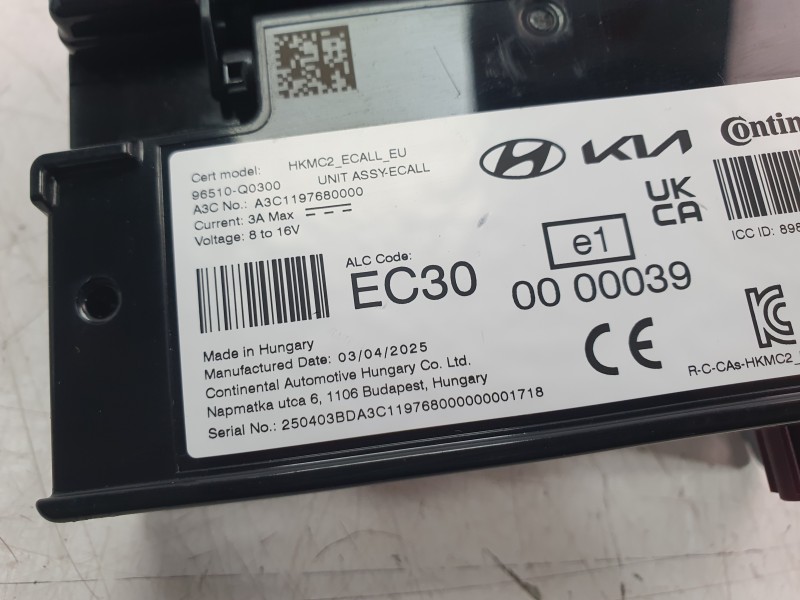 Cert model: HKMC2_ECALL_EU
96510-Q0300 UNIT ASSY-ECALL
A3C No.: A3C1197680000
Current: 3A Max
Voltage: 8 to 16V
KIA
UK
CA
ICC ID:
ALC Code:
EC30
e1
00 00039
CE
Made in Hungary
Manufactured Date: 03/04/2025
Continental Automotive Hungary Co. Ltd.
Napmatka utca 6, 1106 Budapest, Hungary
Serial No.: 250403BDA3C119768000000001718
R-C-CAs-HKMC2_